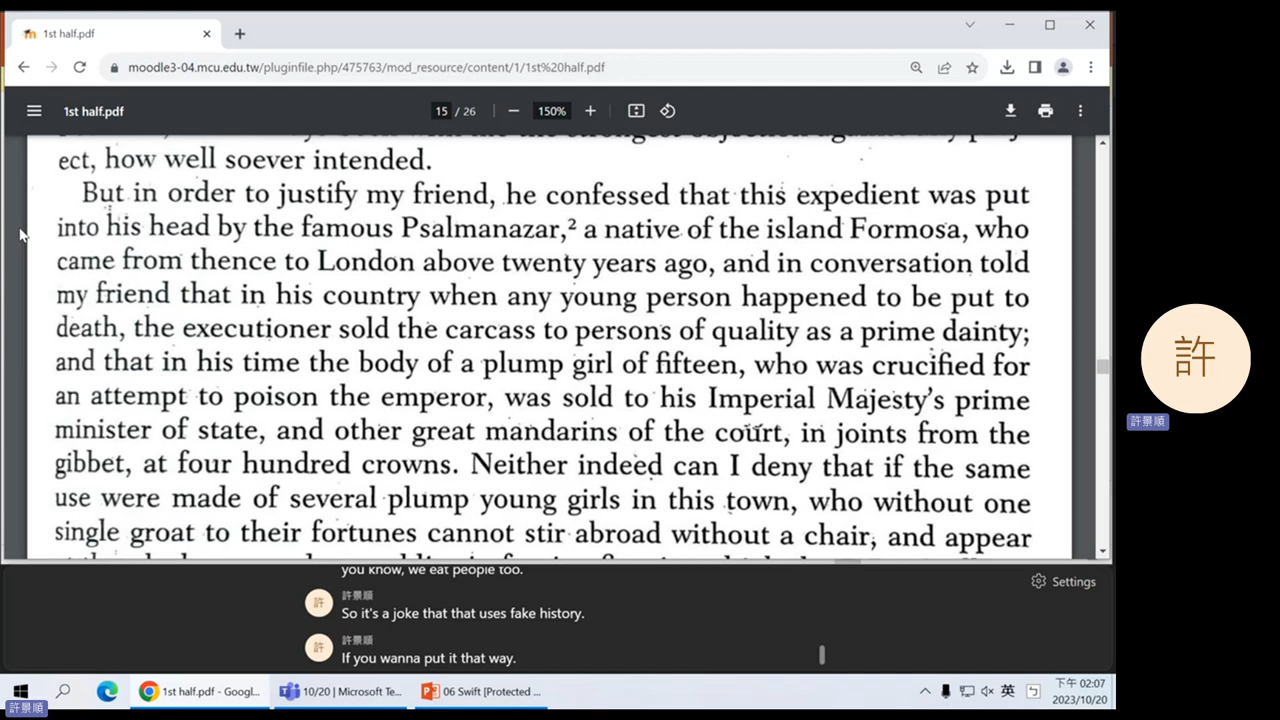 1st half.pdf
moodle3-04.mcu.edu.tw/pluginfile.php/475763/mod_resource/content/1/1st%20half.pdf
1st half.pdf
15 / 26
150%
ect, how well soever intended.
But in order to justify my friend, he confessed that this expedient was put
into his head by the famous Psalmanazar,² a native of the island Formosa, who
came from thence to London above twenty years ago, and in conversation told
my friend that in his country when any young person happened to be put to
death, the executioner sold the carcass to persons of quality as a prime dainty;
and that in his time the body of a plump girl of fifteen, who was crucified for
an attempt to poison the emperor, was sold to his Imperial Majesty's prime
minister of state, and other great mandarins of the court, in joints from the
gibbet, at four hundred crowns. Neither indeed can I deny that if the same
use were made of several plump young girls in this town, who without one
single groat to their fortunes cannot stir abroad without a chair, and appear
you know, we eat people too.
Settings
許
許景順
So it's a joke that that uses fake history.
許
許景順
If you wanna put it that way.
許
許景順
1st half.pdf - Googl...
10/20 | Microsoft Te...
06 Swift [Protected ...
英
ㄅ
下午 02:07
2023/10/20
許景順